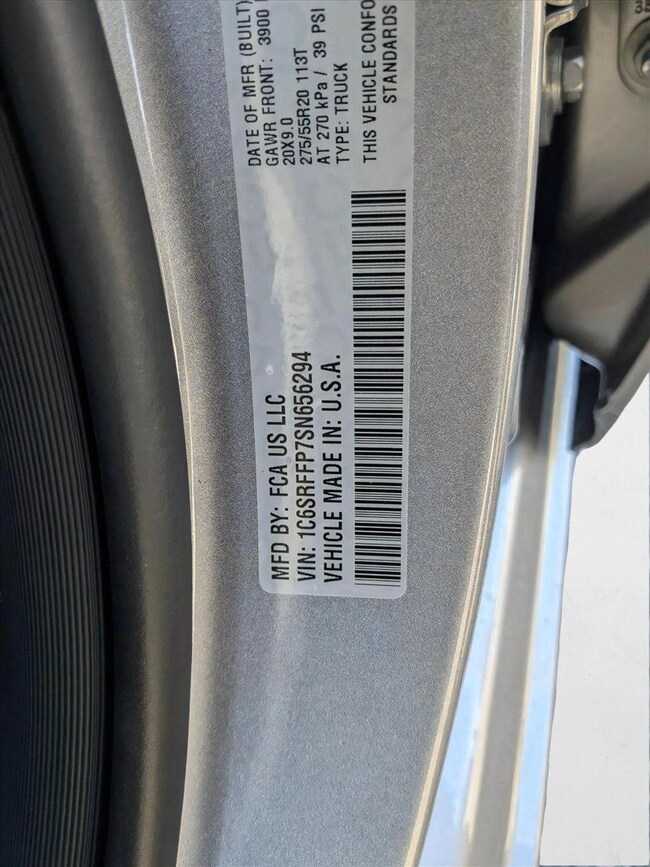 MFD BY: FCA US LLC
VIN: 1C6SRFFP7SN656294
VEHICLE MADE IN: U.S.A.
DATE OF MFR (BUILT)
GAWR FRONT: 3900
20X9.0
275/55R20 113T
AT 270 kPa / 39 PSI
TYPE: TRUCK
THIS VEHICLE CONFO
STANDARDS